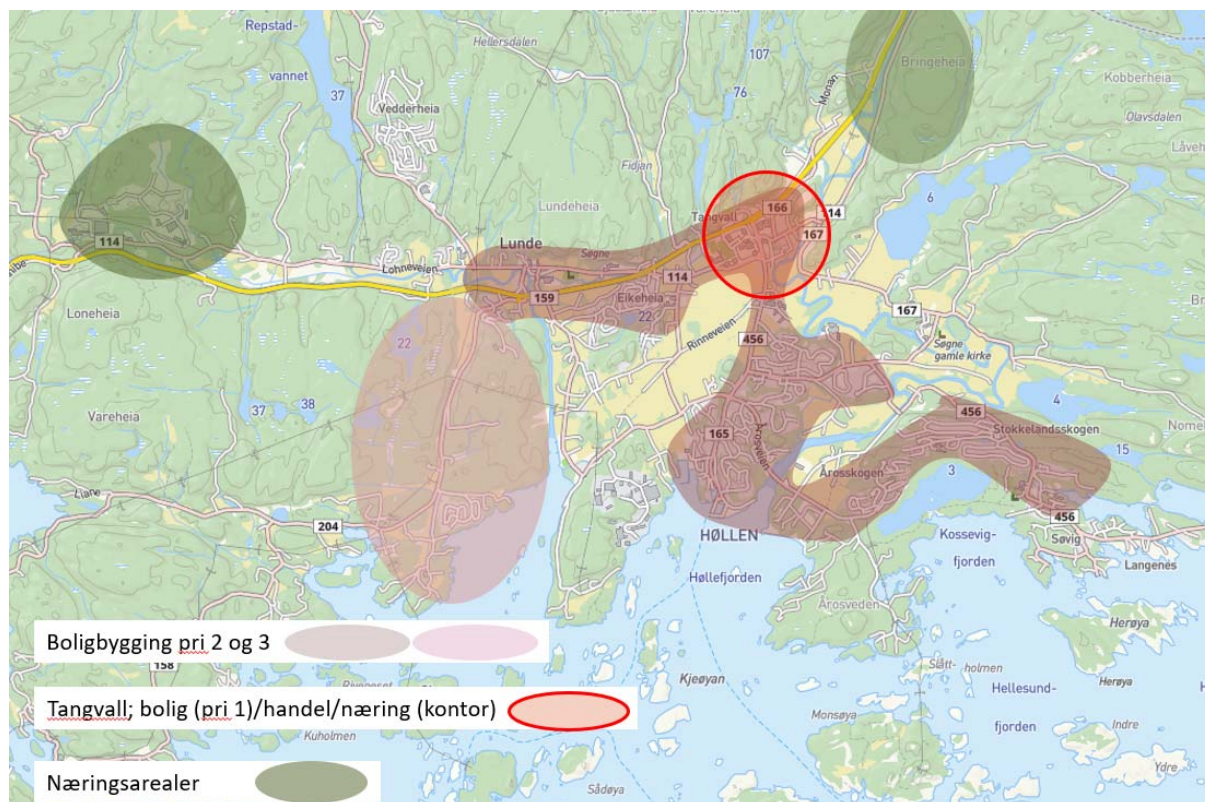 Repstad-
vannet
37
Hellersdalen
Vedderheia
107
76
Monan
Bringeheia
Kobberheia
Olavsdalen
Fidjan
Lundeheia
6
114
Lohneveien
Lunde
Søgne
Tangvall
166
114
167
159
114
Eikeheia
22
Loneheia
22
Rinneveien
456
167
Søgne
gamle kirke
37
38
Vareheia
165
Årosveien
456
4
Stokkelandsskogen
15
Årosskogen
3
204
HØLLEN
Høllefjorden
456
Søvig
Langenes
Kossevig-
fjorden
Årosveden
Herøya
Boligbygging pri 2 og 3
158
Kjeøyan
Slått-
holmen
Herøya
Hellesund-
fjorden
Tangvall; bolig (pri 1)/handel/næring (kontor)
Monsøya
Indre
Kuholmen
Ydre
Næringsarealer
Sådøya